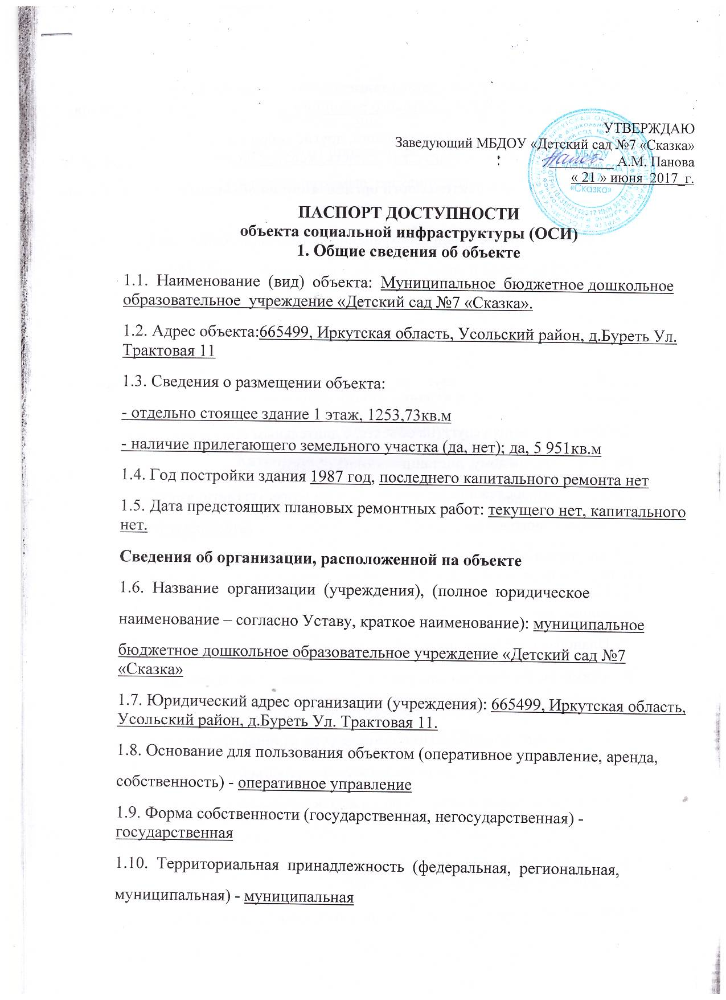 УТВЕРЖДАЮ
Заведующий МБДОУ «Детский сад №7 «Сказка»
А.М. Панова
« 21 » июня 2017_г.
МБДОУ
«Сказка»
ПАСПОРТ ДОСТУПНОСТИ
объекта социальной инфраструктуры (ОСИ)
1. Общие сведения об объекте
1.1. Наименование (вид) объекта: Муниципальное бюджетное дошкольное
образовательное учреждение «Детский сад №7 «Сказка».
1.2. Адрес объекта:665499, Иркутская область, Усольский район, д.Буреть Ул.
Трактовая 11
1.3. Сведения о размещении объекта:
- отдельно стоящее здание 1 этаж, 1253,73кв.м
- наличие прилегающего земельного участка (да, нет); да, 5 951кв.м
1.4. Год постройки здания 1987 год, последнего капитального ремонта нет
1.5. Дата предстоящих плановых ремонтных работ: текущего нет, капитального
нет.
Сведения об организации, расположенной на объекте
1.6. Название организации (учреждения), (полное юридическое
наименование – согласно Уставу, краткое наименование): муниципальное
бюджетное дошкольное образовательное учреждение «Детский сад №7
«Сказка»
1.7. Юридический адрес организации (учреждения): 665499, Иркутская область,
Усольский район, д.Буреть Ул. Трактовая 11.
1.8. Основание для пользования объектом (оперативное управление, аренда,
собственность) - оперативное управление
1.9. Форма собственности (государственная, негосударственная) -
государственная
1.10. Территориальная принадлежность (федеральная, региональная,
муниципальная) - муниципальная